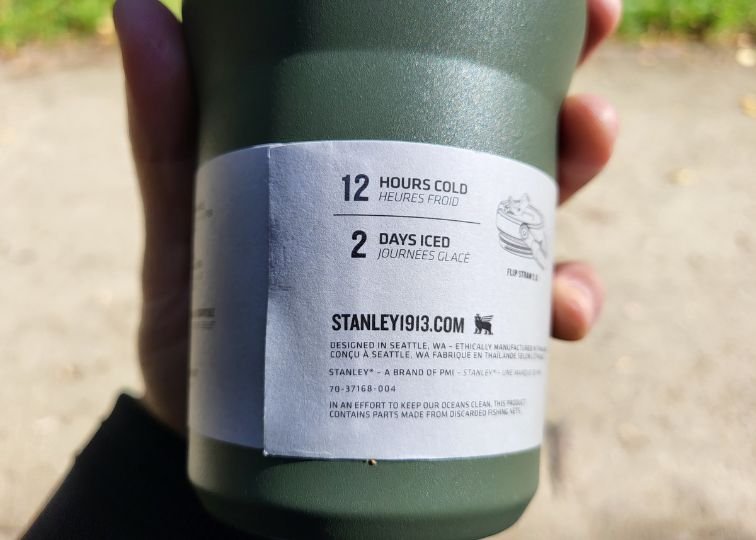 12 HOURS COLD
HEURES FROID
2 DAYS ICED
JOURNÉES GLACÉ
FLIP STRAW
STANLEY1913.COM
DESIGNED IN SEATTLE, WA - ETHICALLY MANUFACTURED IN
CONÇU À SEATTLE, WA FABRIQUÉ EN THAÏLANDE SELON
STANLEY® - A BRAND OF PMI - STANLEY® - UNE MARQUE
70-37168-004
IN AN EFFORT TO KEEP OUR OCEANS CLEAN, THIS PRODUCT
CONTAINS PARTS MADE FROM DISCARDED FISHING NETS.